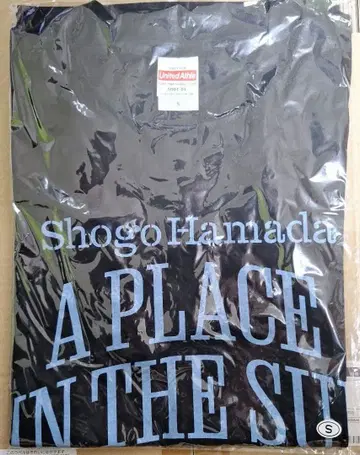 United Athle
S
Shogo Hamada
A PLACE
IN THE SU
S